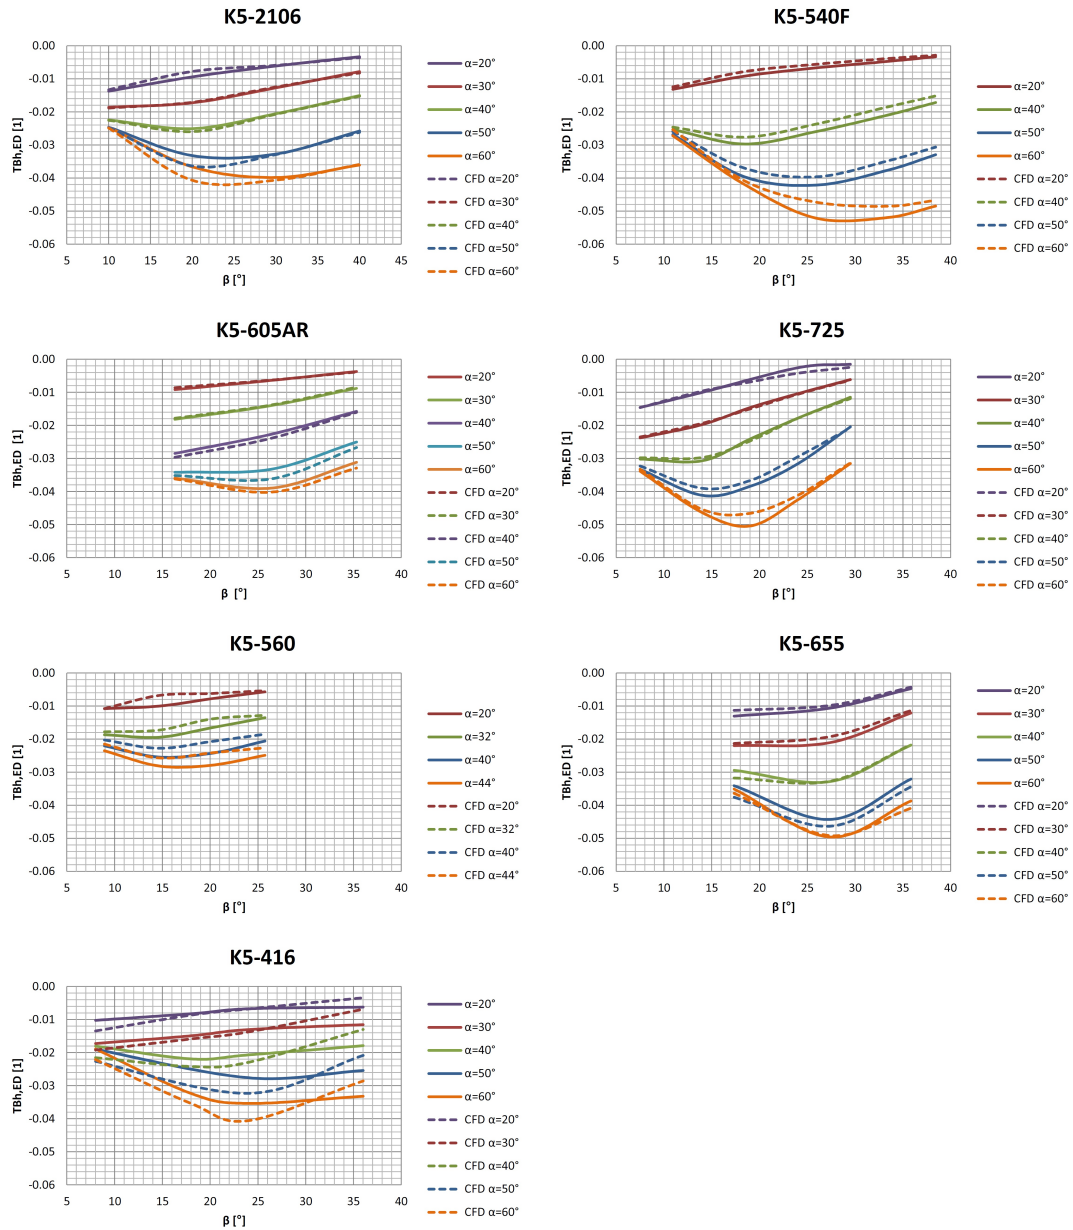 K5-2106
0.00
-0.01
-0.02
-0.03
-0.04
-0.05
-0.06
5 10 15 20 25 30 35 40 45
TBh,ED [1]
β [°]
α=20°
α=30°
α=40°
α=50°
α=60°
CFD α=20°
CFD α=30°
CFD α=40°
CFD α=50°
CFD α=60°
K5-540F
0.00
-0.01
-0.02
-0.03
-0.04
-0.05
-0.06
5 10 15 20 25 30 35 40
TBh,ED [1]
β [°]
α=20°
α=40°
α=50°
α=60°
CFD α=20°
CFD α=40°
CFD α=50°
CFD α=60°
K5-605AR
0.00
-0.01
-0.02
-0.03
-0.04
-0.05
-0.06
5 10 15 20 25 30 35 40
TBh,ED [1]
β [°]
α=20°
α=30°
α=40°
α=50°
α=60°
CFD α=20°
CFD α=30°
CFD α=40°
CFD α=50°
CFD α=60°
K5-725
0.00
-0.01
-0.02
-0.03
-0.04
-0.05
-0.06
5 10 15 20 25 30 35 40
TBh,ED [1]
β [°]
α=20°
α=30°
α=40°
α=50°
α=60°
CFD α=20°
CFD α=30°
CFD α=40°
CFD α=50°
CFD α=60°
K5-560
0.00
-0.01
-0.02
-0.03
-0.04
-0.05
-0.06
5 10 15 20 25 30 35 40
TBh,ED [1]
β [°]
α=20°
α=32°
α=40°
α=44°
CFD α=20°
CFD α=32°
CFD α=40°
CFD α=44°
K5-655
0.00
-0.01
-0.02
-0.03
-0.04
-0.05
-0.06
5 10 15 20 25 30 35 40
TBh,ED [1]
β [°]
α=20°
α=30°
α=40°
α=50°
α=60°
CFD α=20°
CFD α=30°
CFD α=40°
CFD α=50°
CFD α=60°
K5-416
0.00
-0.01
-0.02
-0.03
-0.04
-0.05
-0.06
5 10 15 20 25 30 35 40
TBh,ED [1]
β [°]
α=20°
α=30°
α=40°
α=50°
α=60°
CFD α=20°
CFD α=30°
CFD α=40°
CFD α=50°
CFD α=60°